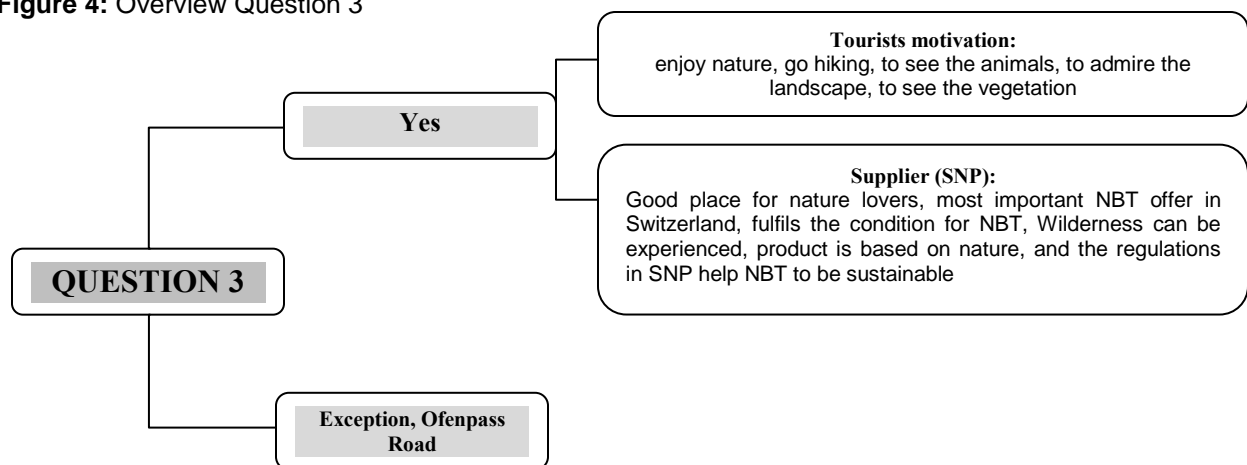 Figure 4: Overview Question 3
Tourists motivation:
enjoy nature, go hiking, to see the animals, to admire the
landscape, to see the vegetation
Yes
Supplier (SNP):
Good place for nature lovers, most important NBT offer in
Switzerland, fulfils the condition for NBT, Wilderness can be
experienced, product is based on nature, and the regulations
in SNP help NBT to be sustainable
QUESTION 3
Exception, Ofenpass
Road